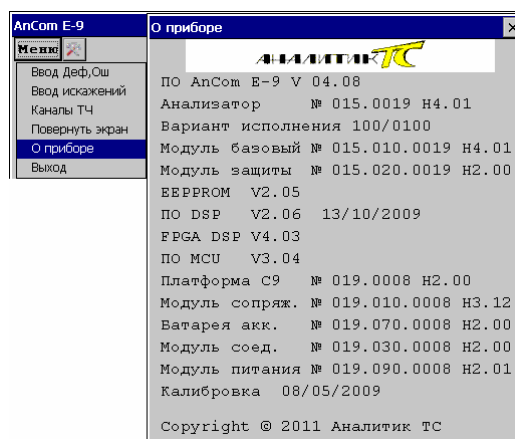 AnCom E-9
Меню
Ввод Деф,Ош
Ввод искажений
Каналы ТЧ
Повернуть экран
О приборе
Выход
О приборе
АНАЛИТИК ТС
ПО AnCom E-9 V 04.08
Анализатор № 015.0019 H4.01
Вариант исполнения 100/0100
Модуль базовый № 015.010.0019 H4.01
Модуль защиты № 015.020.0019 H2.00
EEPPROM V2.05
ПО DSP V2.06 13/10/2009
FPGA DSP V4.03
ПО MCU V3.04
Платформа C9 № 019.0008 H2.00
Модуль сопряж. № 019.010.0008 H3.12
Батарея акк. № 019.070.0008 H2.00
Модуль соед. № 019.030.0008 H2.00
Модуль питания № 019.090.0008 H2.01
Калибровка 08/05/2009
Copyright © 2011 Аналитик ТС